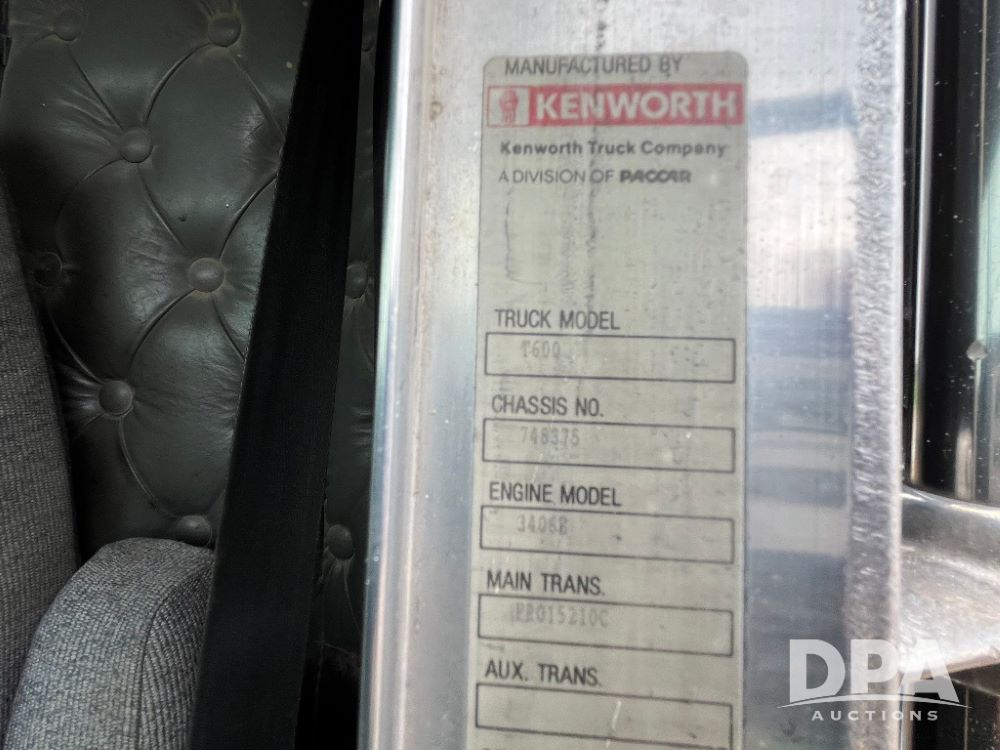 MANUFACTURED BY
KENWORTH
Kenworth Truck Company
A DIVISION OF PACCAR
TRUCK MODEL
T600
CHASSIS NO.
748375
ENGINE MODEL
3406B
MAIN TRANS.
FRO15210C
AUX. TRANS.
DPA
AUCTIONS